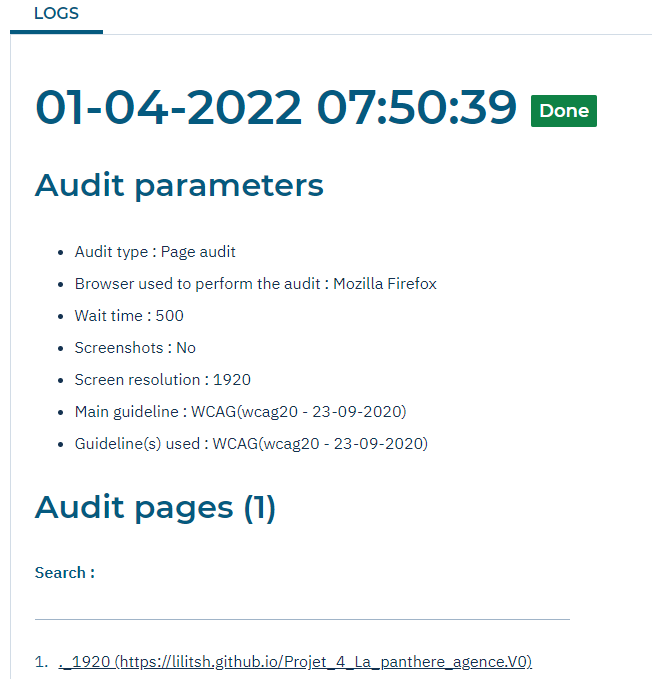 LOGS
01-04-2022 07:50:39 Done
Audit parameters
• Audit type : Page audit
• Browser used to perform the audit : Mozilla Firefox
• Wait time : 500
• Screenshots : No
• Screen resolution : 1920
• Main guideline : WCAG(wcag20 - 23-09-2020)
• Guideline(s) used : WCAG(wcag20 - 23-09-2020)
Audit pages (1)
Search :
1. ._1920 (https://lilitsh.github.io/Projet_4_La_panthere_agence.V0)